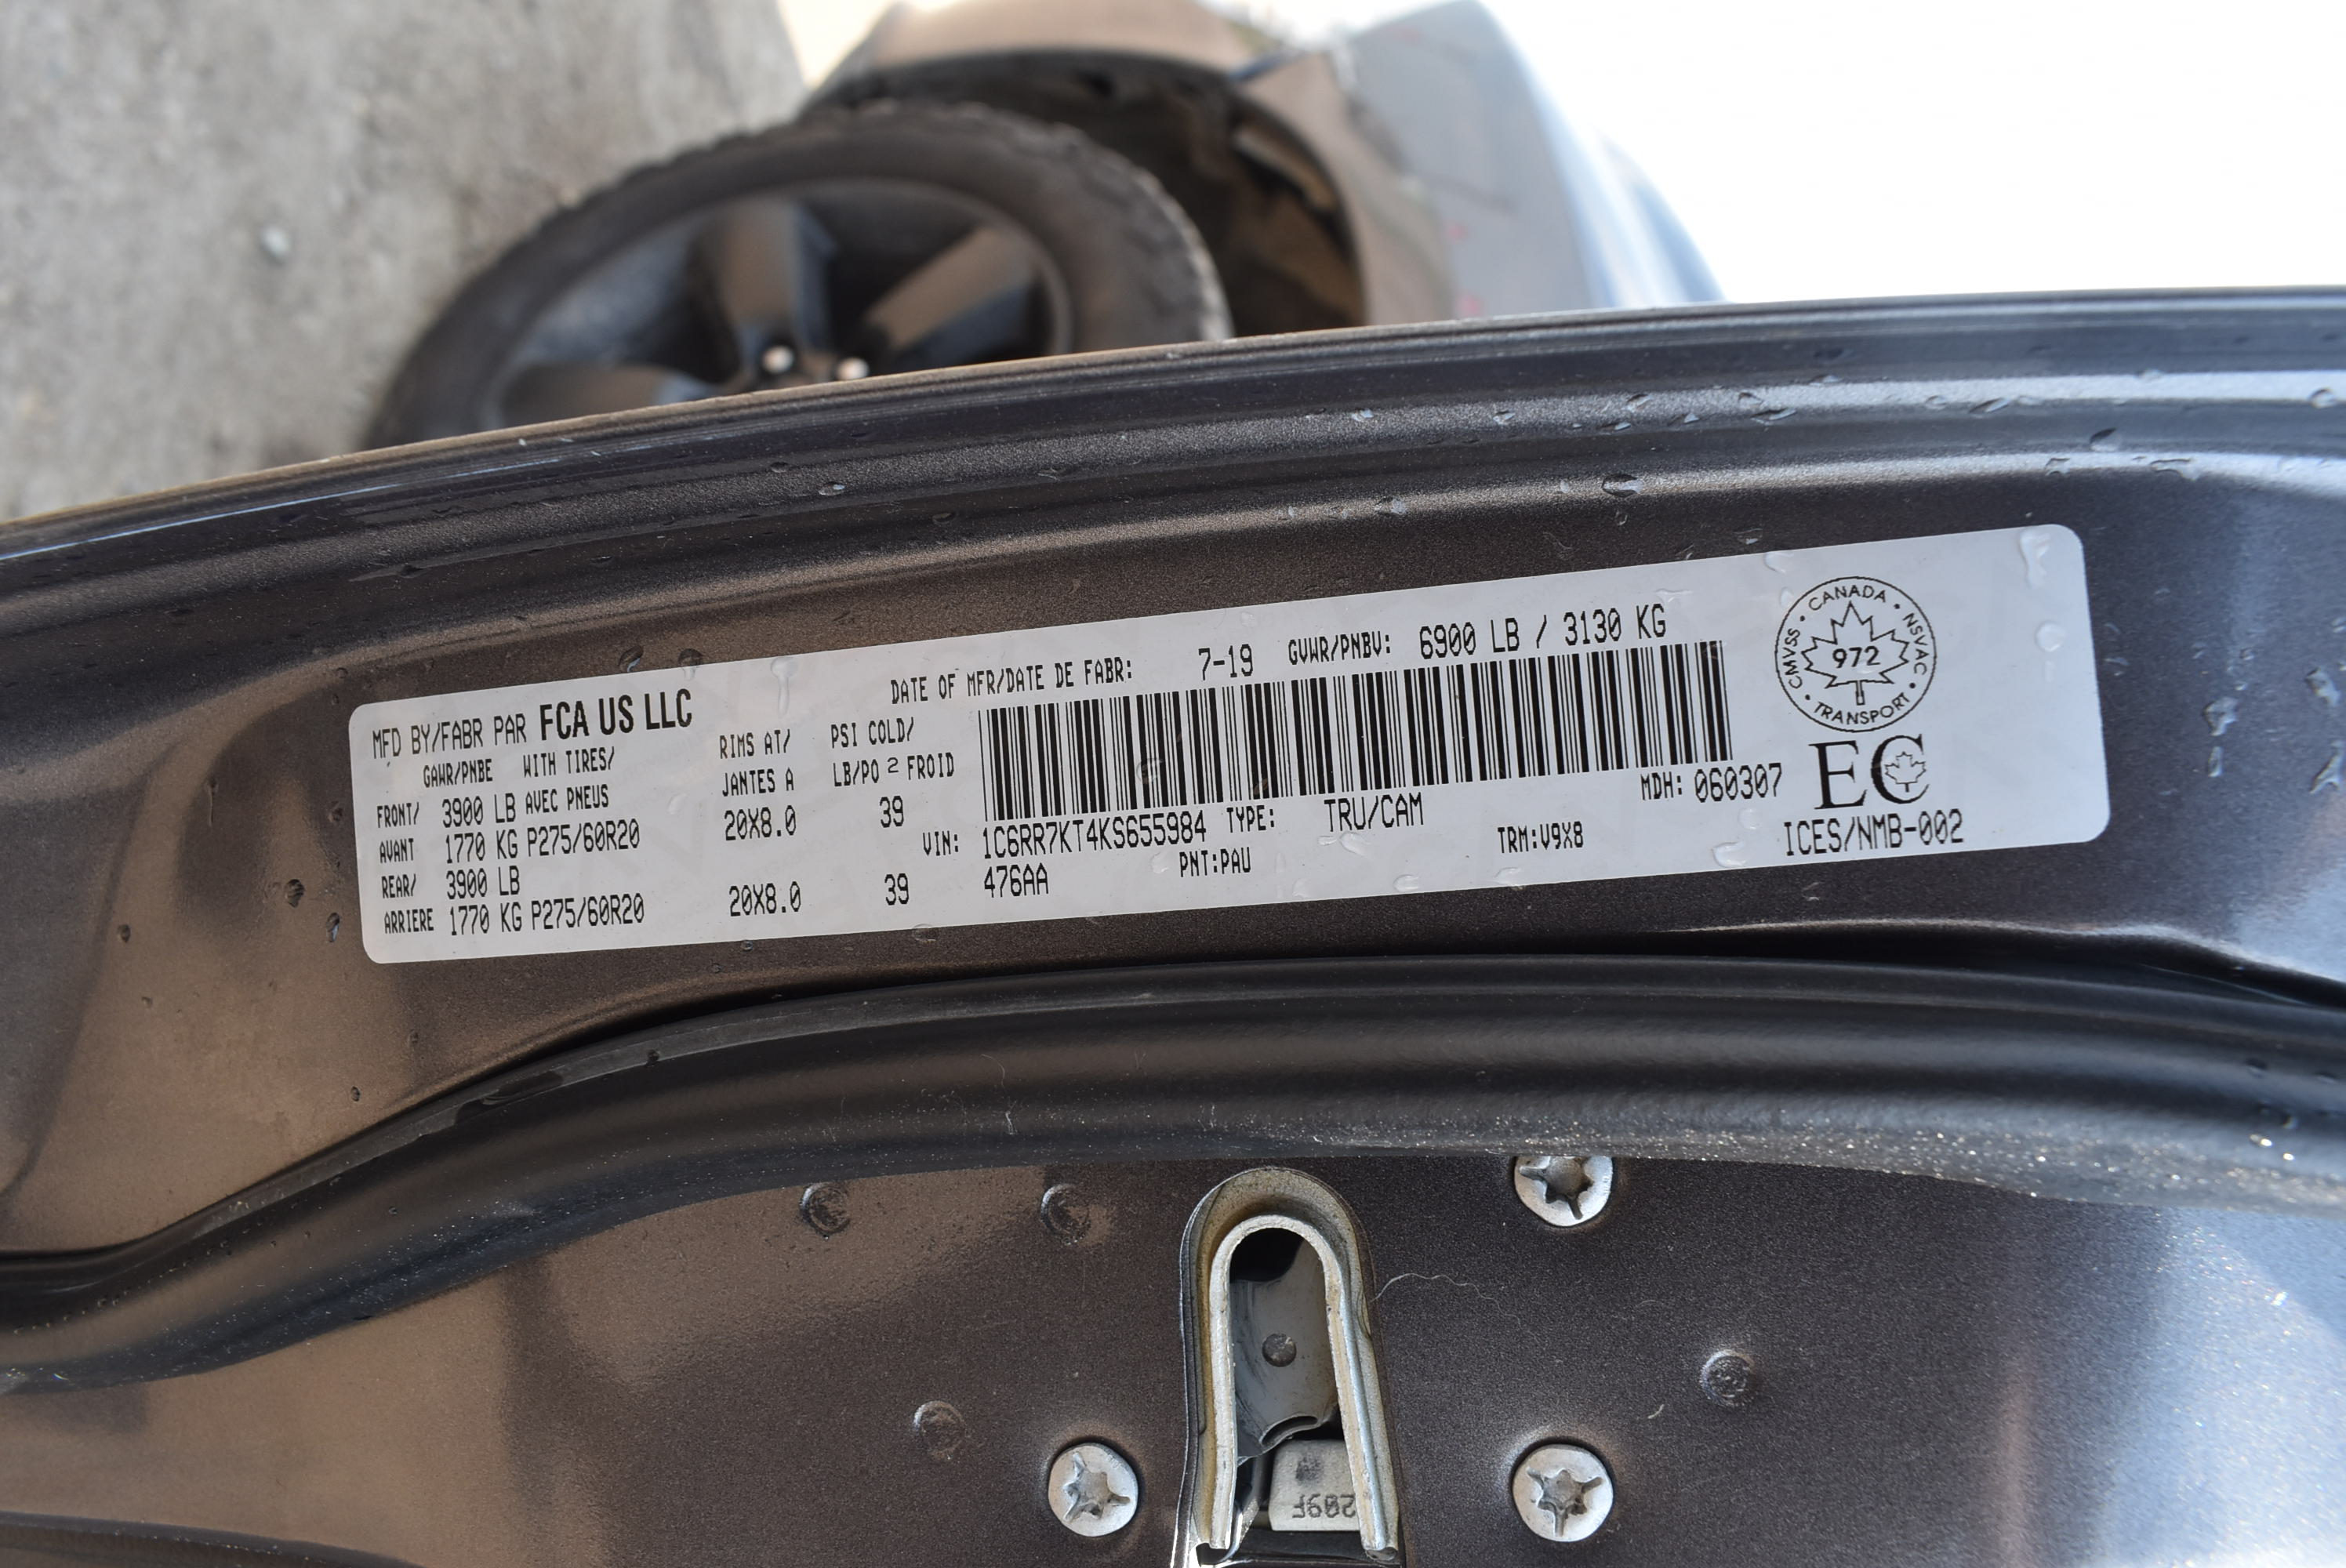 MFD BY/FABR PAR FCA US LLC
DATE OF MFR/DATE DE FABR: 7-19 GVWR/PNBV: 6900 LB / 3130 KG
GAWR/PNBE WITH TIRES/ RIMS AT/ PSI COLD/
AVEC PNEUS JANTES A LB/PO 2 FROID
FRONT/ 3900 LB
AVANT 1770 KG P275/60R20 20X8.0 39
REAR/ 3900 LB
ARRIERE 1770 KG P275/60R20 20X8.0 39
MDH: 060307
VIN: 1C6RR7KT4KS655984 TYPE: TRU/CAM
476AA PNT:PAU TRM:V9X8
CANADA • NSVAC • TRANSPORT • CMVSS •
972
EC
ICES/NMB-002
209F